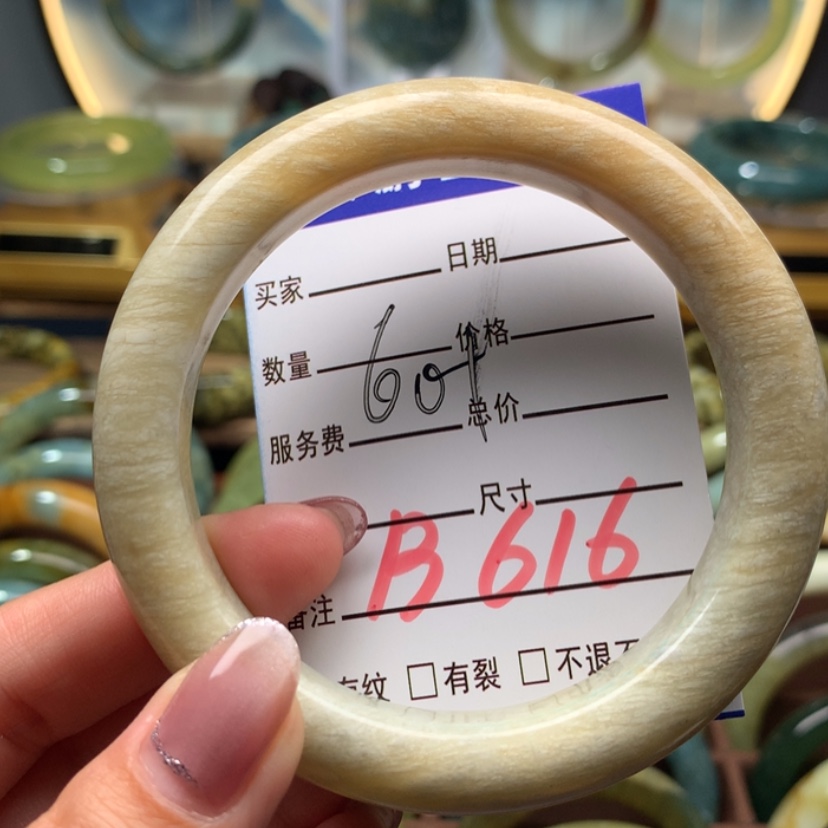 买家 日期
数量 价格
60+
服务费 总价
尺寸
B 616
备注
有纹 □有裂 □不退